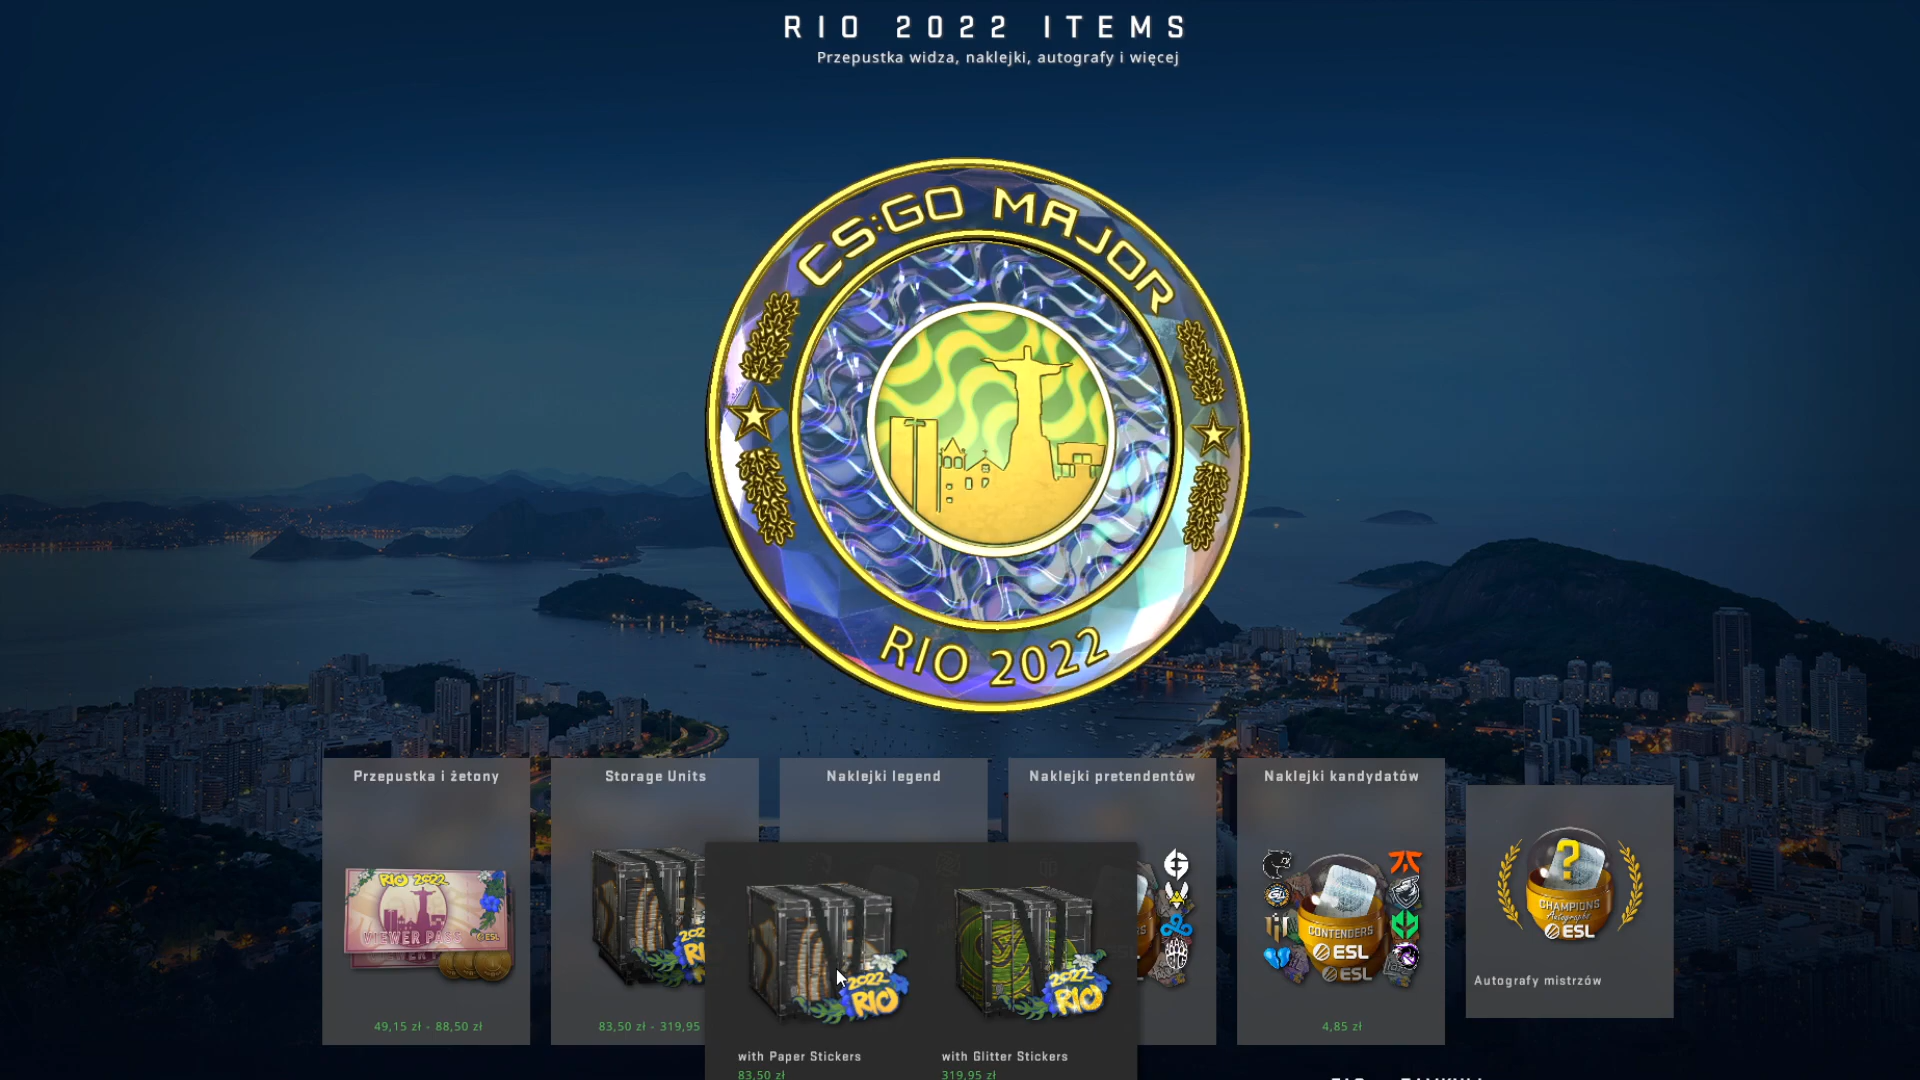 RIO 2022 ITEMS
Przepustka widza, naklejki, autografy i więcej
CS:GO MAJOR
RIO 2022
Przepustka i żetony
Storage Units
Naklejki legend
Naklejki pretendentów
Naklejki kandydatów
RIO 2022
VIEWER PASS
ESL
2022
RIO
2022
RIO
CONTENDERS
ESL
ESL
?
CHAMPIONS
Autographs
ESL
Autografy mistrzów
49,15 zł - 88,50 zł
83,50 zł - 319,95
4,85 zł
with Paper Stickers
83,50 zł
with Glitter Stickers
319,95 zł